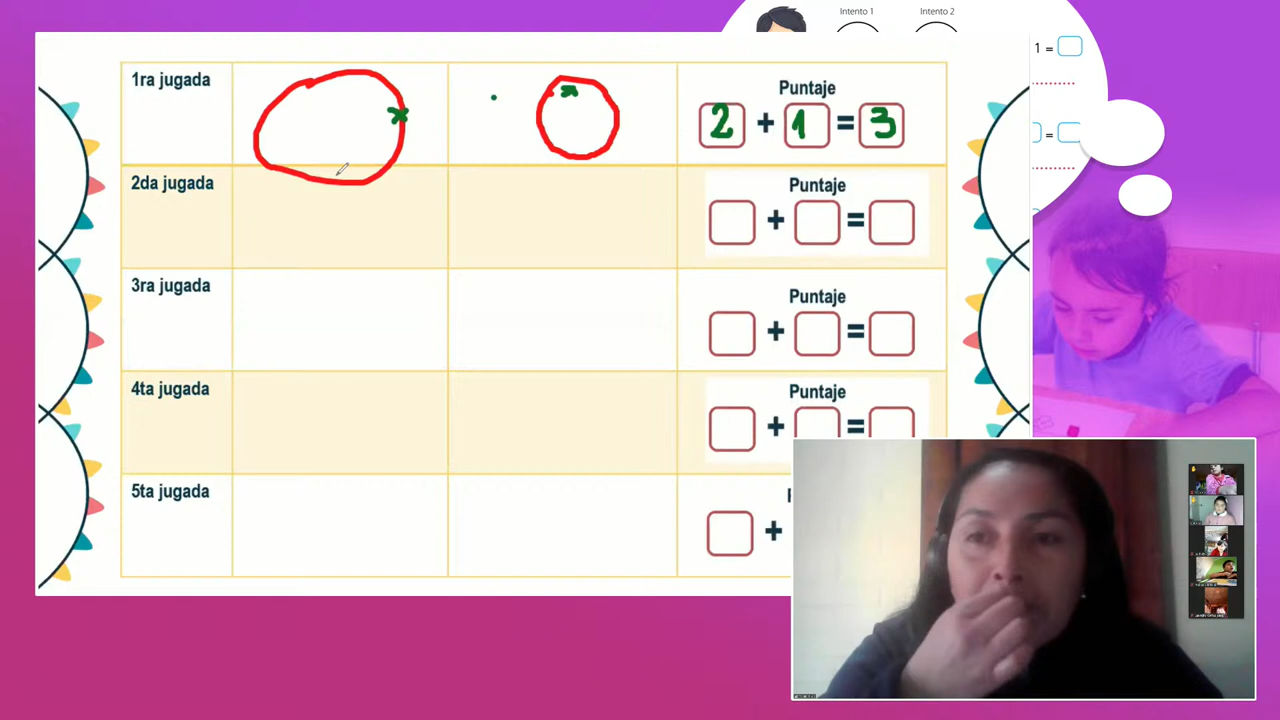 Intento 1
Intento 2
1 =
=
1ra jugada
Puntaje
2 + 1 = 3
2da jugada
Puntaje
+ =
3ra jugada
Puntaje
+ =
4ta jugada
Puntaje
+ =
5ta jugada
+